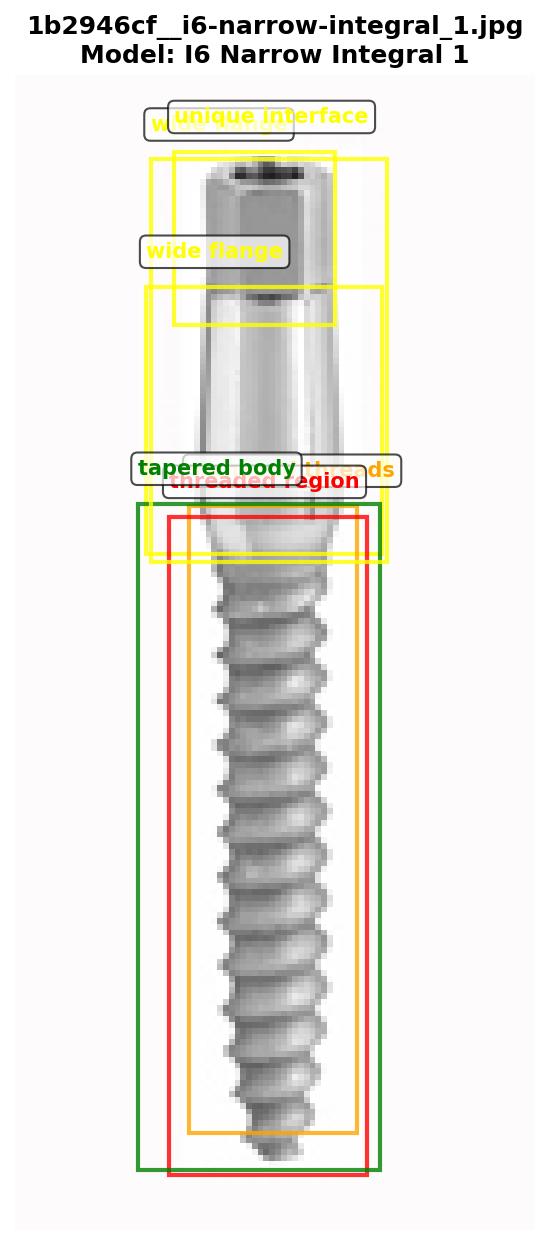 1b2946cf__i6-narrow-integral_1.jpg
Model: I6 Narrow Integral 1
wide flange
unique interface
wide flange
threads
tapered body
threaded region